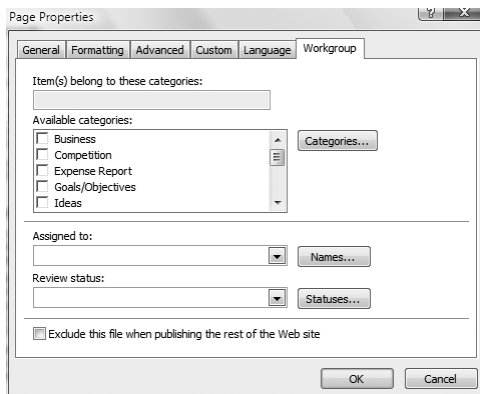 Page Properties
?
General Formatting Advanced Custom Language Workgroup
Item(s) belong to these categories:
Available categories:
Business
Competition
Expense Report
Goals/Objectives
Ideas
Categories...
Assigned to:
Names...
Review status:
Statuses...
Exclude this file when publishing the rest of the Web site
OK Cancel